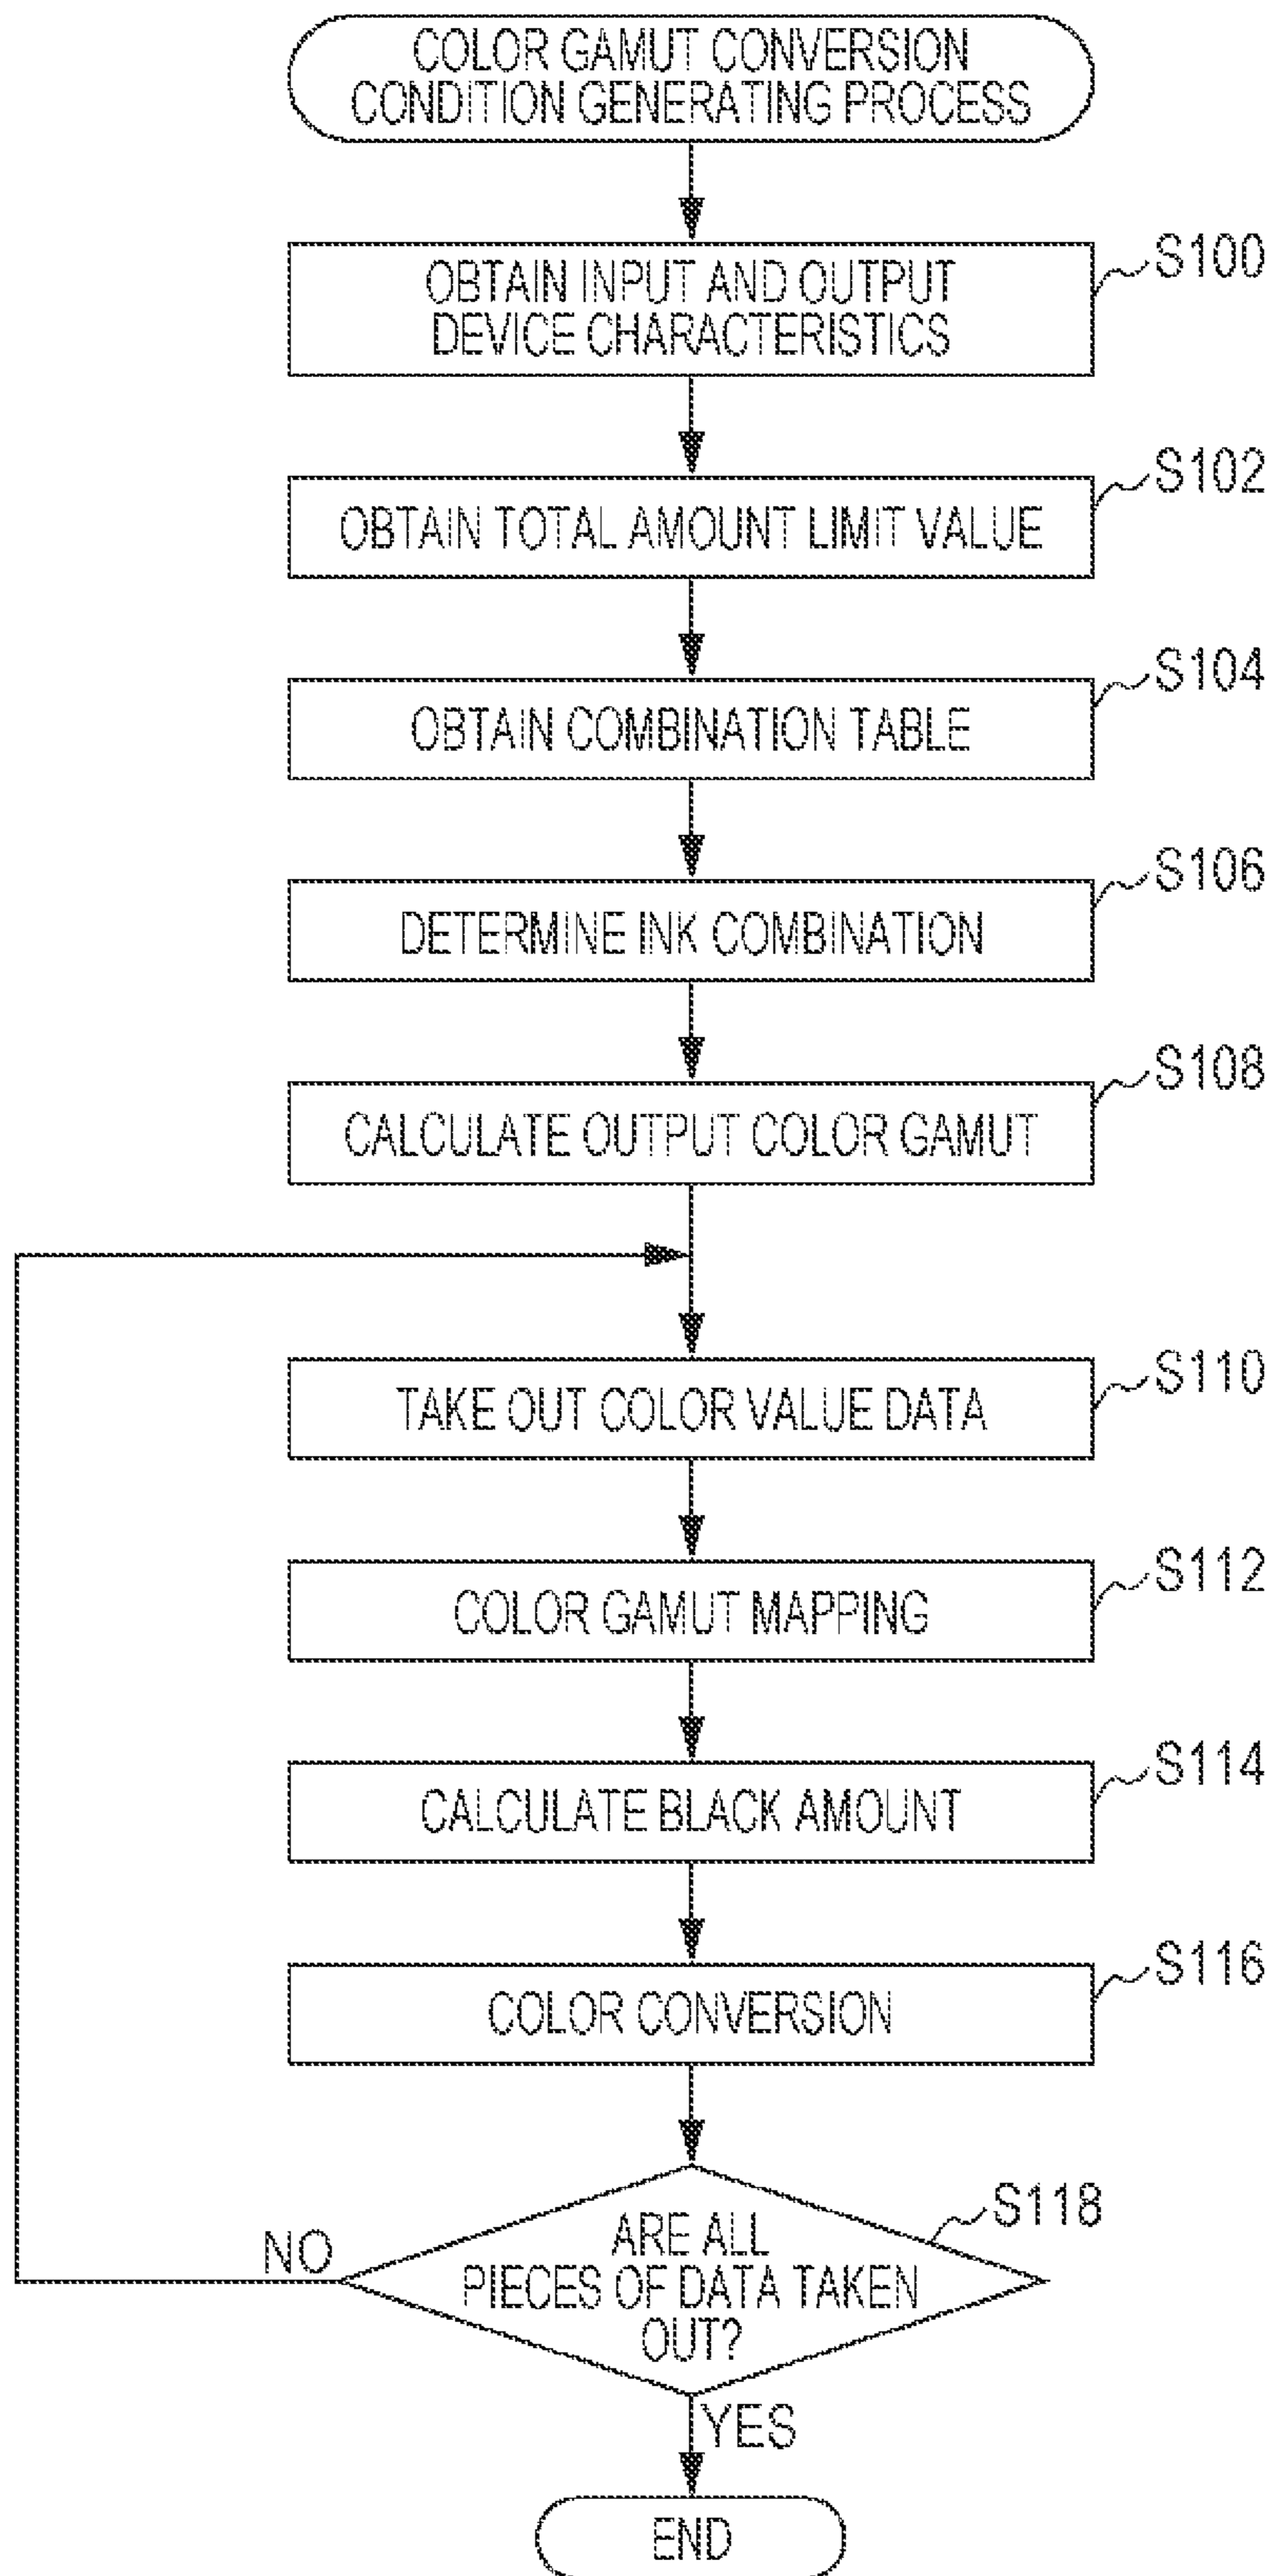 COLOR GAMUT CONVERSION
CONDITION GENERATING PROCESS
S100
OBTAIN INPUT AND OUTPUT
DEVICE CHARACTERISTICS
S102
OBTAIN TOTAL AMOUNT LIMIT VALUE
S104
OBTAIN COMBINATION TABLE
S106
DETERMINE INK COMBINATION
S108
CALCULATE OUTPUT COLOR GAMUT
S110
TAKE OUT COLOR VALUE DATA
S112
COLOR GAMUT MAPPING
S114
CALCULATE BLACK AMOUNT
S116
COLOR CONVERSION
S118
ARE ALL
PIECES OF DATA TAKEN
OUT?
NO
YES
END